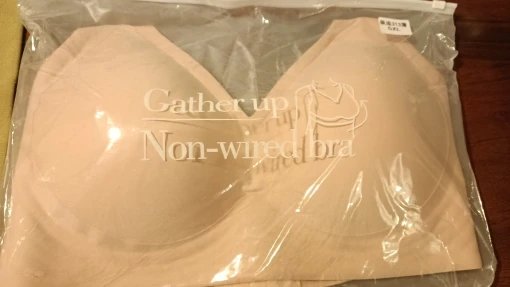 Gather up
Non-wired bra